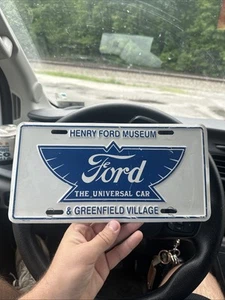 HENRY FORD MUSEUM
Ford
THE UNIVERSAL CAR
& GREENFIELD VILLAGE